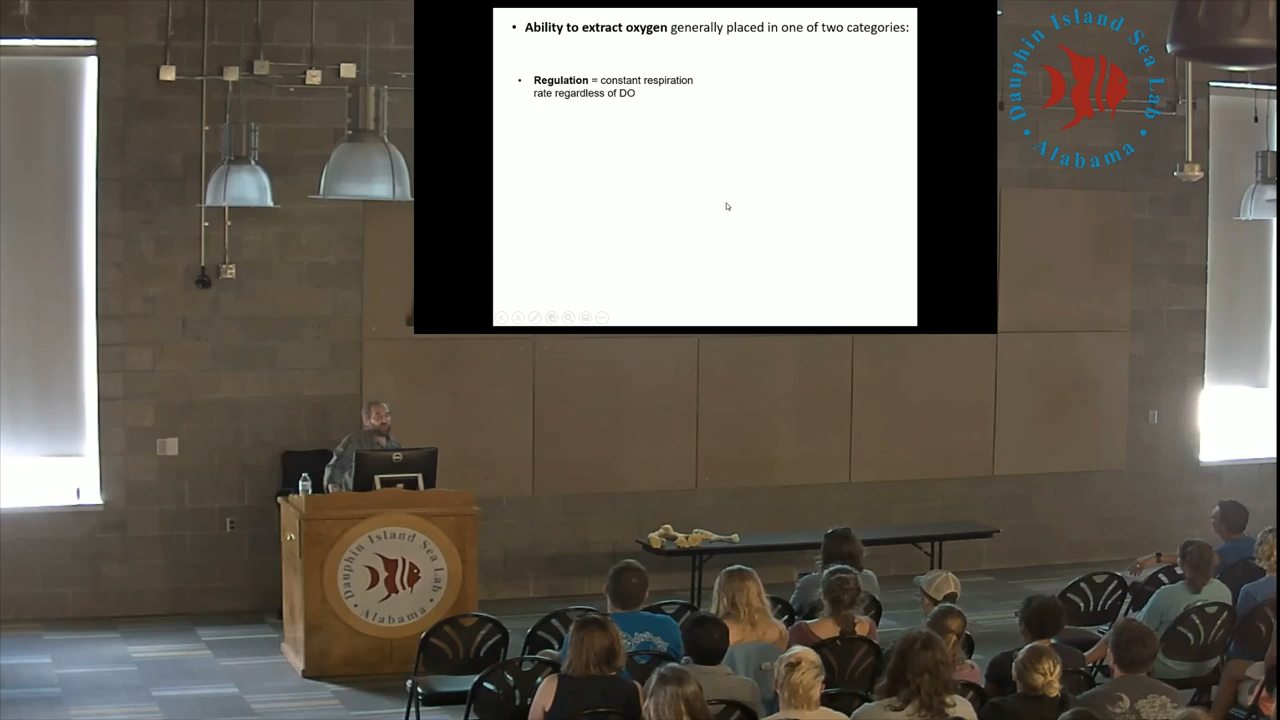 • Ability to extract oxygen generally placed in one of two categories:
• Regulation = constant respiration
rate regardless of DO
Dauphin Island Sea Lab
• Alabama •
DELL
Dauphin Island Sea Lab
• Alabama •